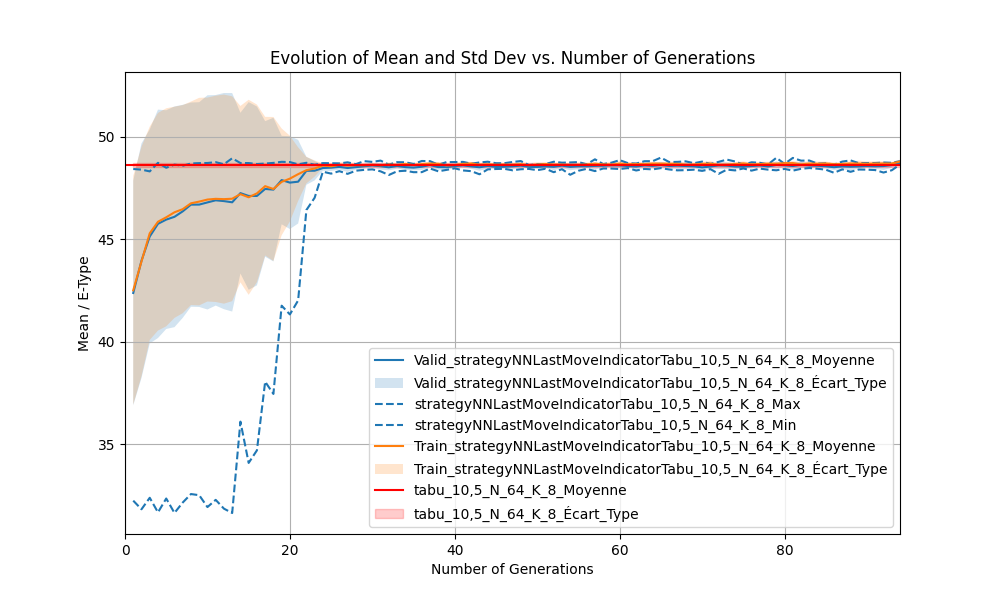 Evolution of Mean and Std Dev vs. Number of Generations
Mean / E-Type
50
45
40
35
0
20
40
60
80
Number of Generations
Valid_strategyNNLastMoveIndicatorTabu_10,5_N_64_K_8_Moyenne
Valid_strategyNNLastMoveIndicatorTabu_10,5_N_64_K_8_Écart_Type
strategyNNLastMoveIndicatorTabu_10,5_N_64_K_8_Max
strategyNNLastMoveIndicatorTabu_10,5_N_64_K_8_Min
Train_strategyNNLastMoveIndicatorTabu_10,5_N_64_K_8_Moyenne
Train_strategyNNLastMoveIndicatorTabu_10,5_N_64_K_8_Écart_Type
tabu_10,5_N_64_K_8_Moyenne
tabu_10,5_N_64_K_8_Écart_Type